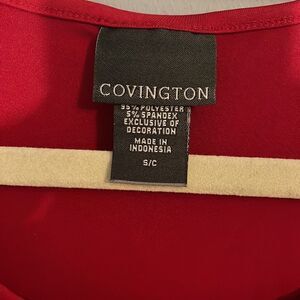 COVINGTON
95% POLYESTER
5% SPANDEX
EXCLUSIVE OF
DECORATION
MADE IN
INDONESIA
S/C